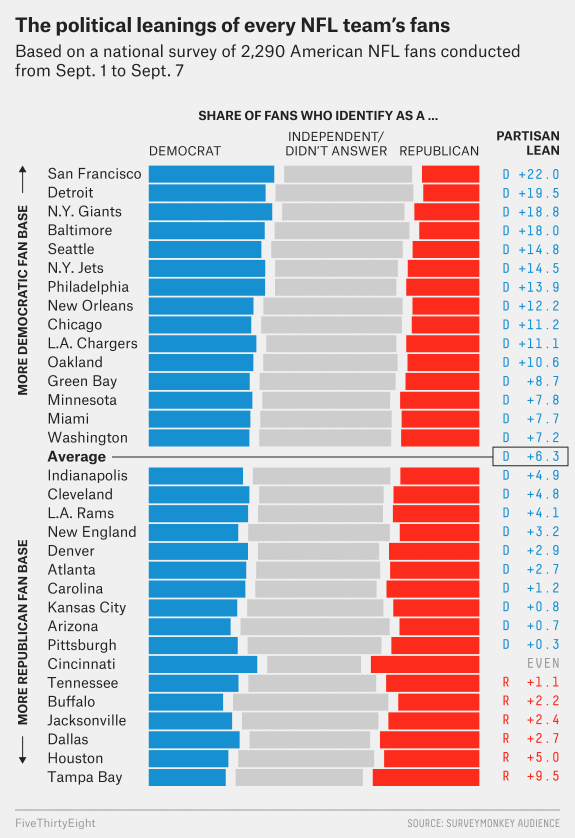 The political leanings of every NFL team's fans
Based on a national survey of 2,290 American NFL fans conducted
from Sept. 1 to Sept. 7
SHARE OF FANS WHO IDENTIFY AS A ...
DEMOCRAT
INDEPENDENT/
DIDN'T ANSWER
REPUBLICAN
PARTISAN
LEAN
MORE DEMOCRATIC FAN BASE
San Francisco D +22.0
Detroit D +19.5
N.Y. Giants D +18.8
Baltimore D +18.0
Seattle D +14.8
N.Y. Jets D +14.5
Philadelphia D +13.9
New Orleans D +12.2
Chicago D +11.2
L.A. Chargers D +11.1
Oakland D +10.6
Green Bay D +8.7
Minnesota D +7.8
Miami D +7.7
Washington D +7.2
Average D +6.3
MORE REPUBLICAN FAN BASE
Indianapolis D +4.9
Cleveland D +4.8
L.A. Rams D +4.1
New England D +3.2
Denver D +2.9
Atlanta D +2.7
Carolina D +1.2
Kansas City D +0.8
Arizona D +0.7
Pittsburgh D +0.3
Cincinnati EVEN
Tennessee R +1.1
Buffalo R +2.2
Jacksonville R +2.4
Dallas R +2.7
Houston R +5.0
Tampa Bay R +9.5
FiveThirtyEight
SOURCE: SURVEYMONKEY AUDIENCE